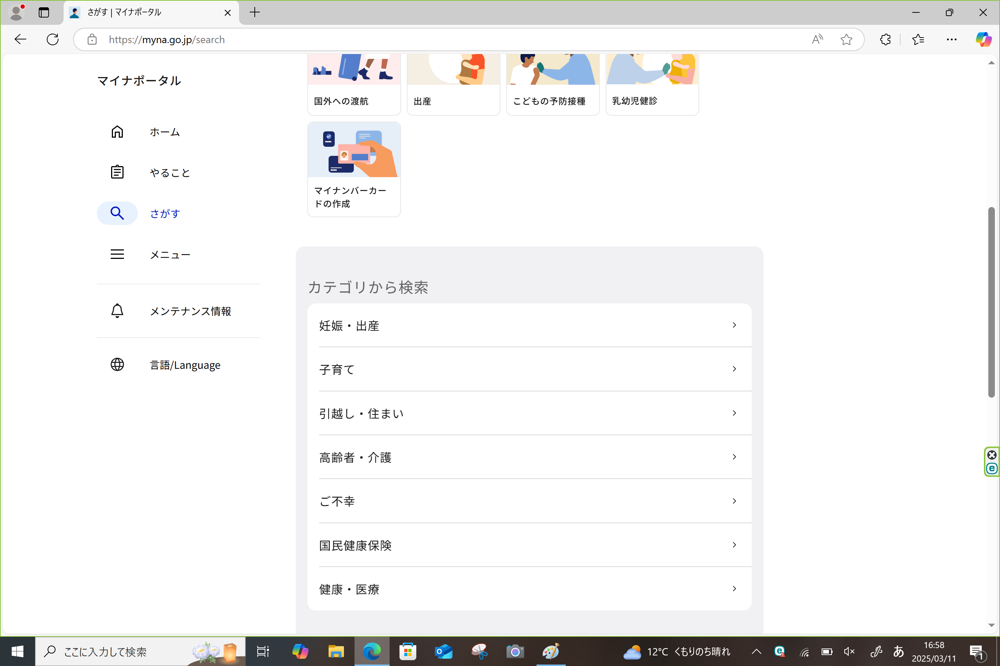 さがす | マイナポータル
https://myna.go.jp/search
マイナポータル
ホーム
やること
さがす
メニュー
メンテナンス情報
言語/Language
国外への渡航
出産
こどもの予防接種
乳幼児健診
マイナンバーカー
ドの作成
カテゴリから検索
妊娠・出産
子育て
引越し・住まい
高齢者・介護
ご不幸
国民健康保険
健康・医療
ここに入力して検索
12°C くもりのち晴れ
あ
16:58
2025/03/11
1